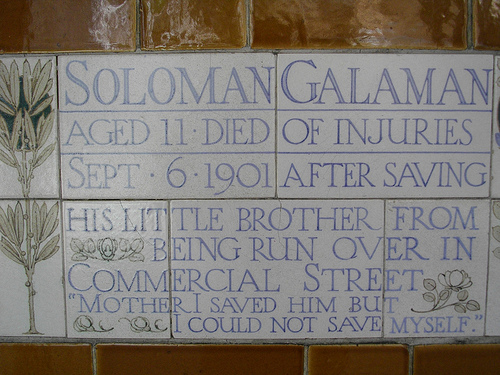 SOLOMAN GALAMAN
AGED 11 · DIED OF INJURIES
SEPT · 6 · 1901 AFTER SAVING
HIS LITTLE BROTHER FROM
BEING RUN OVER IN
COMMERCIAL STREET
"MOTHER I SAVED HIM BUT
I COULD NOT SAVE MYSELF."